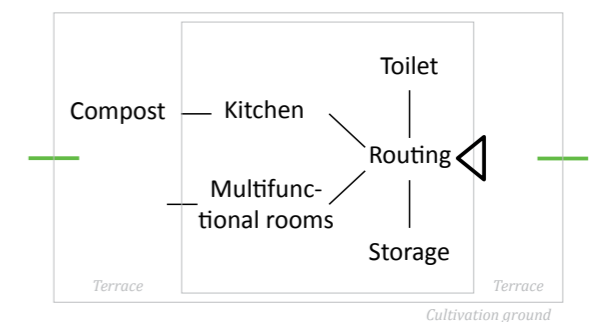 Toilet
Compost
Kitchen
Routing
Multifunc-
tional rooms
Storage
Terrace
Terrace
Cultivation ground